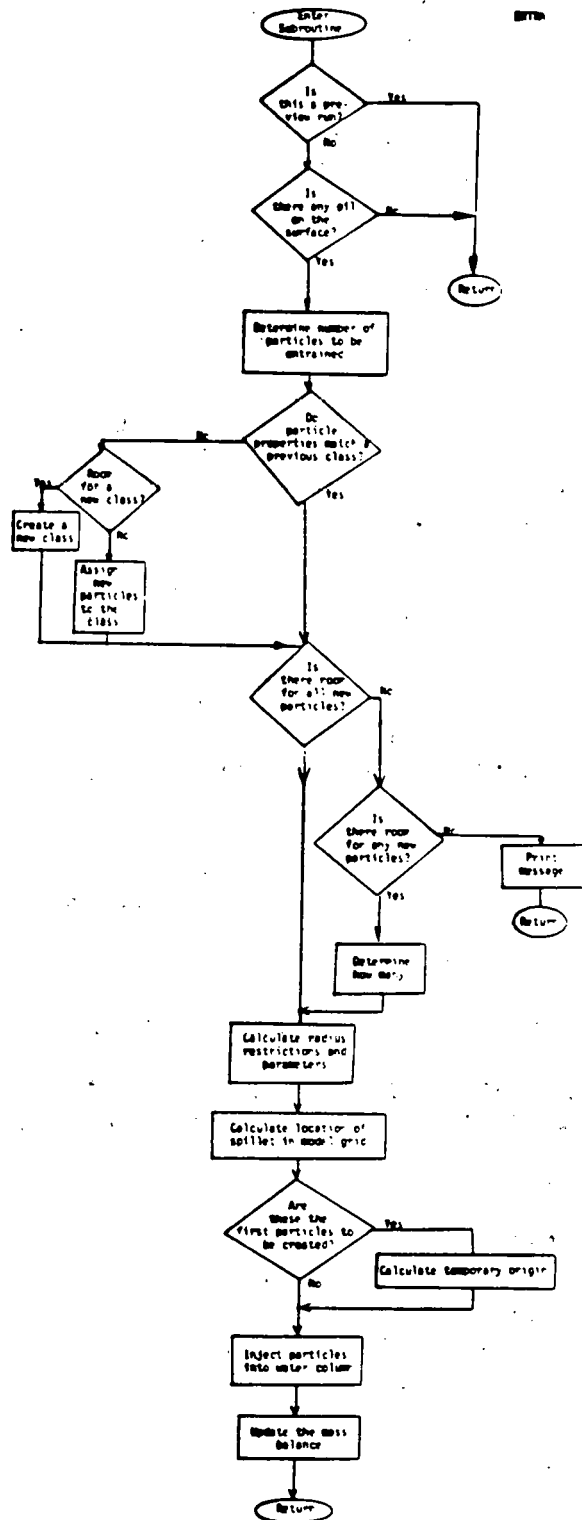 Enter
Subroutine
Is
this a pre-
view run?
Yes
No
Is
there any oil
on the
surface?
No
Yes
Return
Determine number of
particles to be
entrained
Do
particle
properties match a
previous class?
No
Yes
Room
for a
new class?
Yes
No
Create a
new class
Assign
new
particles
to the
class
Is
there room
for all new
particles?
No
Is
there room
for any new
particles?
No
Yes
Print
message
Return
Determine
how many
Calculate radius
restrictions and
parameters
Calculate location of
spillet in model grid
Are
these the
first particles to
be created?
Yes
No
Calculate temporary origin
Inject particles
into water column
Update the mass
balance
Return